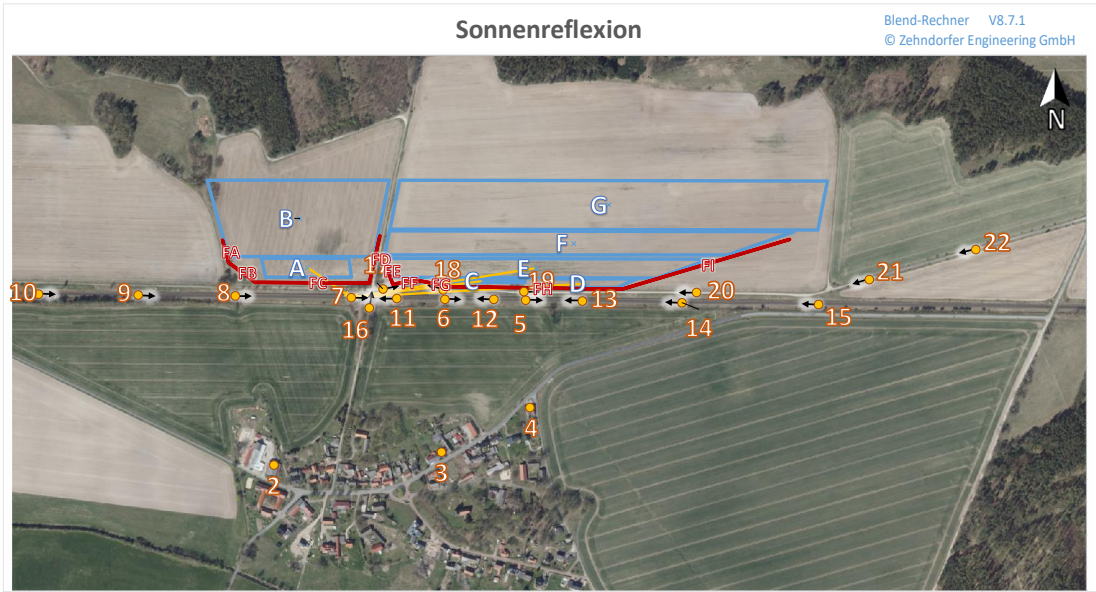 Sonnenreflexion
Blend-Rechner V8.7.1
© Zehndorfer Engineering GmbH
N
B
G
F
22
FA
FB
A
FC
FD
FE
FF
18
FG
C
E
19
FH
D
FI
21
10
9
8
7
16
11
6
12
5
13
20
14
15
4
3
2